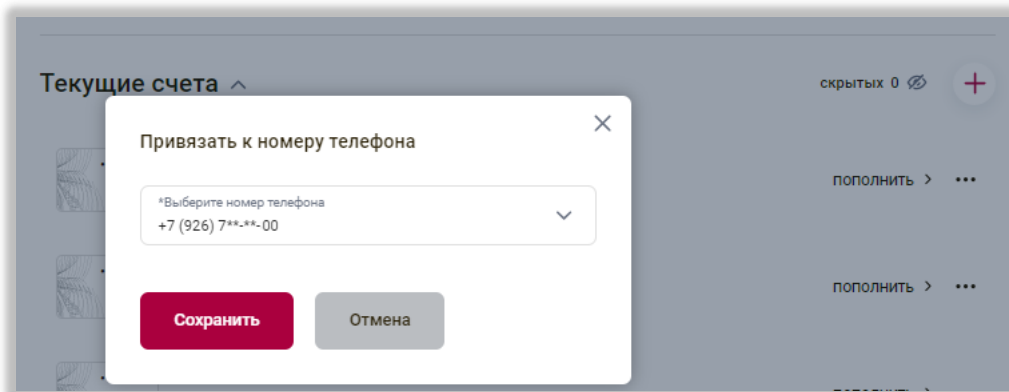 Текущие счета
скрытых 0
Привязать к номеру телефона
*Выберите номер телефона
+7 (926) 7**-**-00
пополнить
пополнить
Сохранить
Отмена